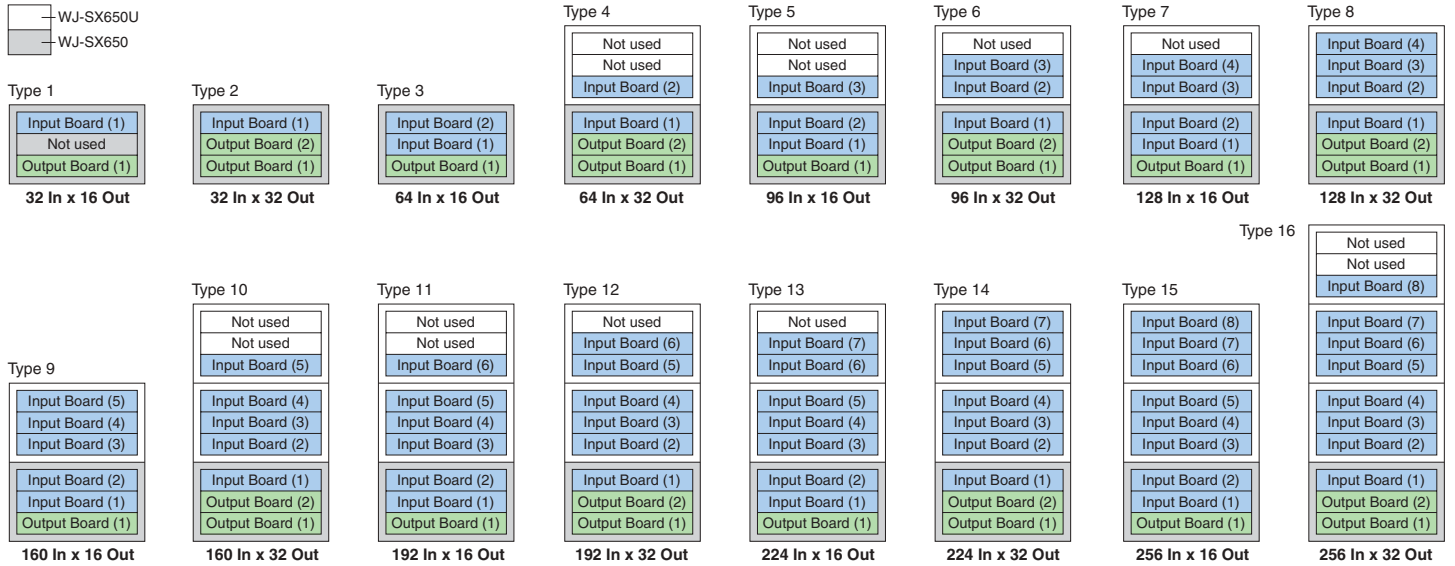 WJ-SX650U
WJ-SX650
Type 1
Input Board (1)
Not used
Output Board (1)
32 In x 16 Out
Type 2
Input Board (1)
Output Board (2)
Output Board (1)
32 In x 32 Out
Type 3
Input Board (2)
Input Board (1)
Output Board (1)
64 In x 16 Out
Type 4
Not used
Not used
Input Board (2)
Input Board (1)
Output Board (2)
Output Board (1)
64 In x 32 Out
Type 5
Not used
Not used
Input Board (3)
Input Board (2)
Input Board (1)
Output Board (1)
96 In x 16 Out
Type 6
Not used
Input Board (3)
Input Board (2)
Input Board (1)
Output Board (2)
Output Board (1)
96 In x 32 Out
Type 7
Not used
Input Board (4)
Input Board (3)
Input Board (2)
Input Board (1)
Output Board (1)
128 In x 16 Out
Type 8
Input Board (4)
Input Board (3)
Input Board (2)
Input Board (1)
Output Board (2)
Output Board (1)
128 In x 32 Out
Type 9
Input Board (5)
Input Board (4)
Input Board (3)
Input Board (2)
Input Board (1)
Output Board (1)
160 In x 16 Out
Type 10
Not used
Not used
Input Board (5)
Input Board (4)
Input Board (3)
Input Board (2)
Input Board (1)
Output Board (2)
Output Board (1)
160 In x 32 Out
Type 11
Not used
Not used
Input Board (6)
Input Board (5)
Input Board (4)
Input Board (3)
Input Board (2)
Input Board (1)
Output Board (1)
192 In x 16 Out
Type 12
Not used
Input Board (6)
Input Board (5)
Input Board (4)
Input Board (3)
Input Board (2)
Input Board (1)
Output Board (2)
Output Board (1)
192 In x 32 Out
Type 13
Not used
Input Board (7)
Input Board (6)
Input Board (5)
Input Board (4)
Input Board (3)
Input Board (2)
Input Board (1)
Output Board (1)
224 In x 16 Out
Type 14
Input Board (7)
Input Board (6)
Input Board (5)
Input Board (4)
Input Board (3)
Input Board (2)
Input Board (1)
Output Board (2)
Output Board (1)
224 In x 32 Out
Type 15
Input Board (8)
Input Board (7)
Input Board (6)
Input Board (5)
Input Board (4)
Input Board (3)
Input Board (2)
Input Board (1)
Output Board (1)
256 In x 16 Out
Type 16
Not used
Not used
Input Board (8)
Input Board (7)
Input Board (6)
Input Board (5)
Input Board (4)
Input Board (3)
Input Board (2)
Input Board (1)
Output Board (2)
Output Board (1)
256 In x 32 Out